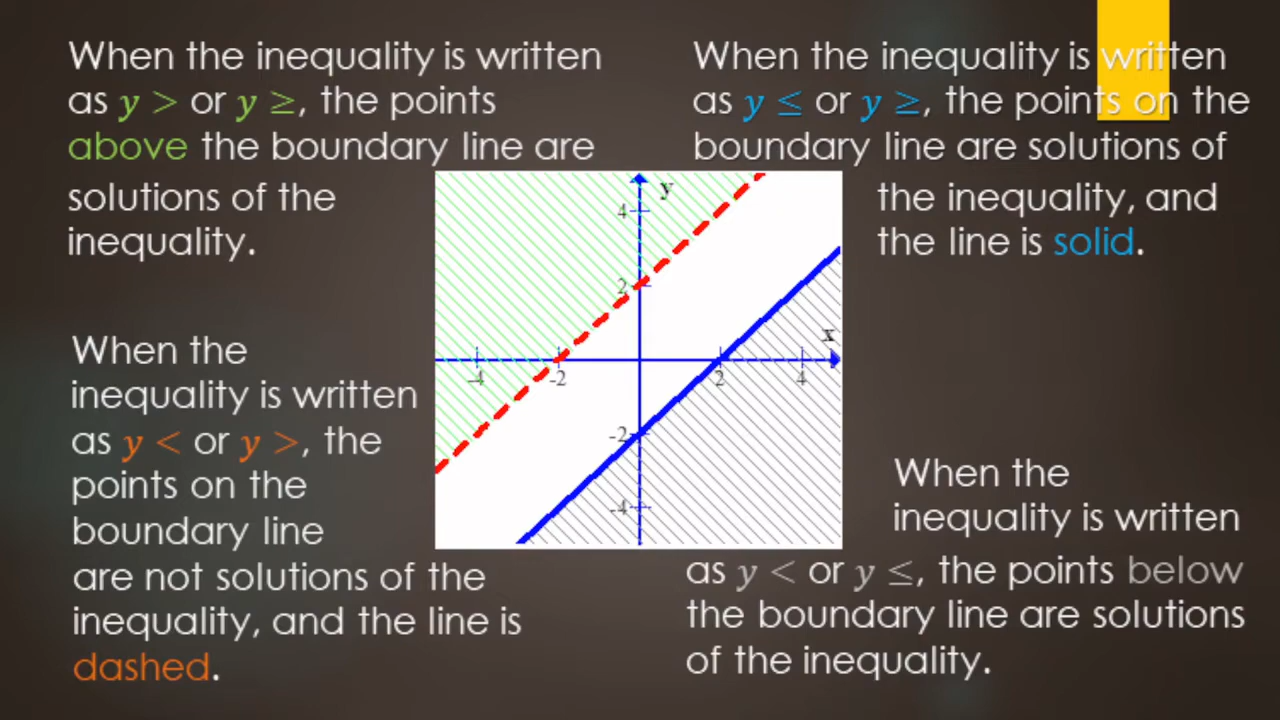 When the inequality is written
as y > or y ≥, the points
above the boundary line are
solutions of the
inequality.
When the inequality is written
as y ≤ or y ≥, the points on the
boundary line are solutions of
the inequality, and
the line is solid.
y
4
2
x
-4
-2
2
4
-2
-4
When the
inequality is written
as y < or y >, the
points on the
boundary line
are not solutions of the
inequality, and the line is
dashed.
When the
inequality is written
as y < or y ≤, the points below
the boundary line are solutions
of the inequality.